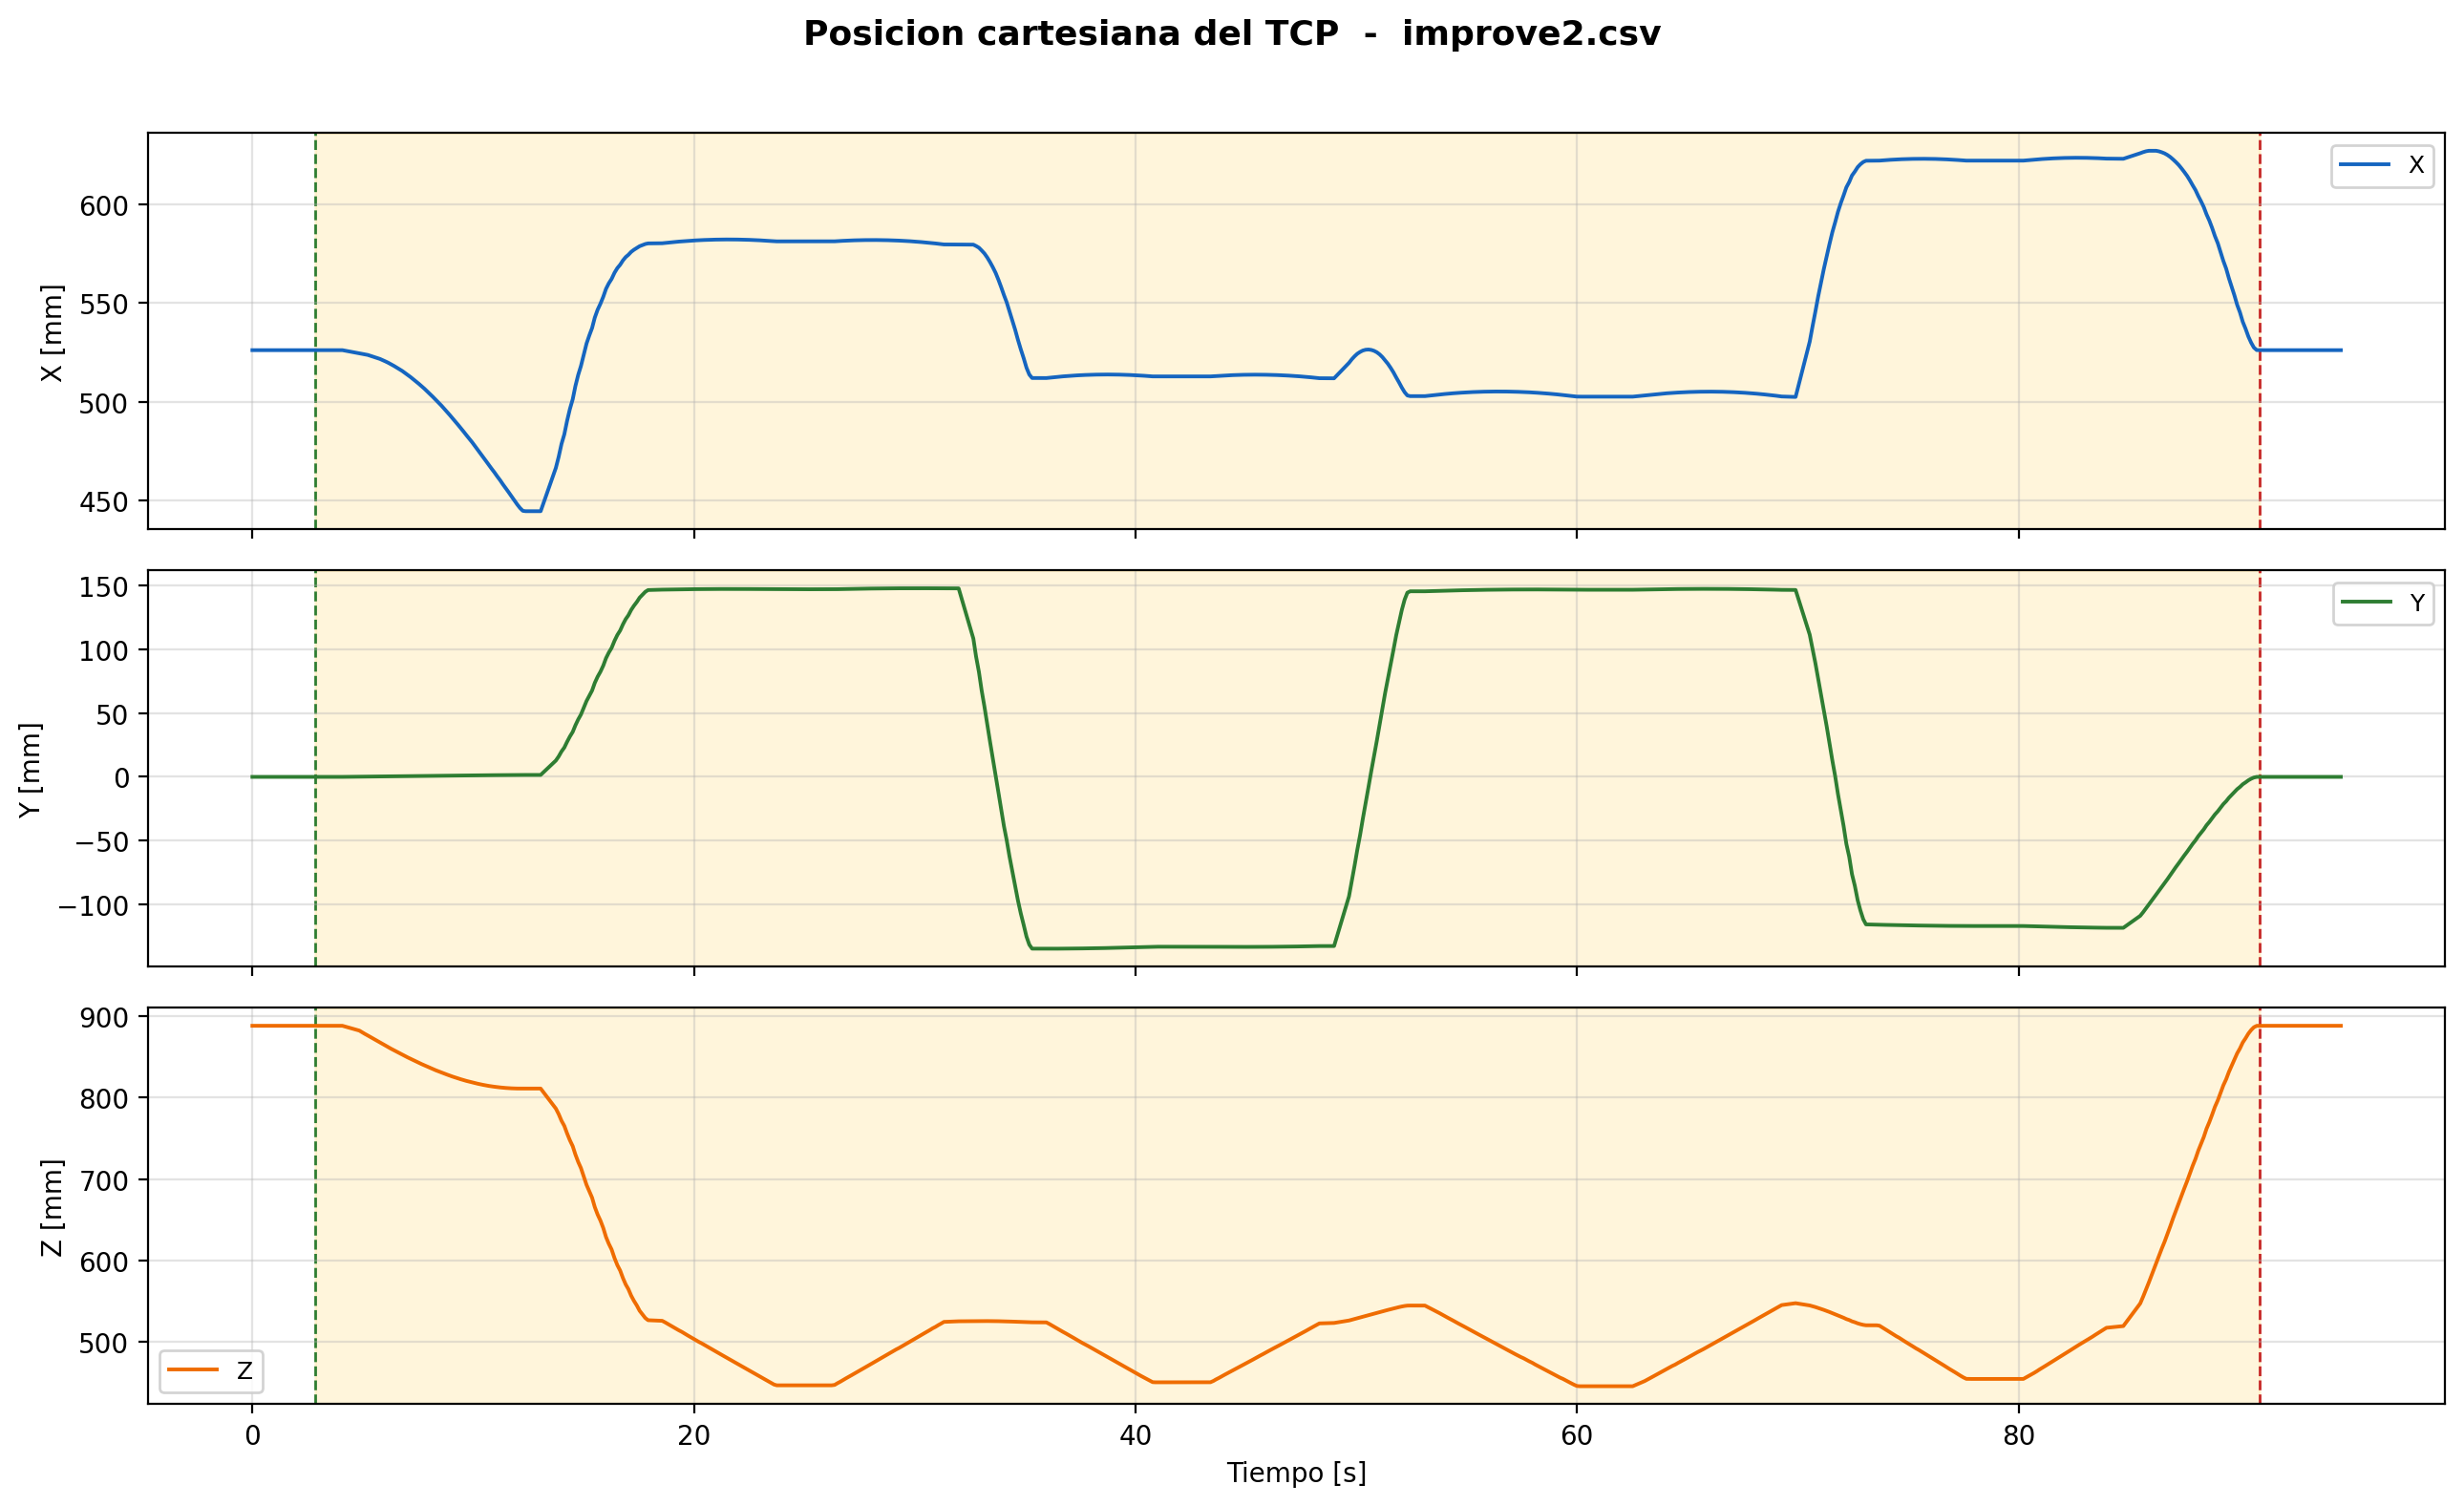 Posicion cartesiana del TCP  -  improve2.csv
X [mm]
600
550
500
450
X
Y [mm]
150
100
50
0
−50
−100
Y
Z [mm]
900
800
700
600
500
Z
0
20
40
60
80
Tiempo [s]